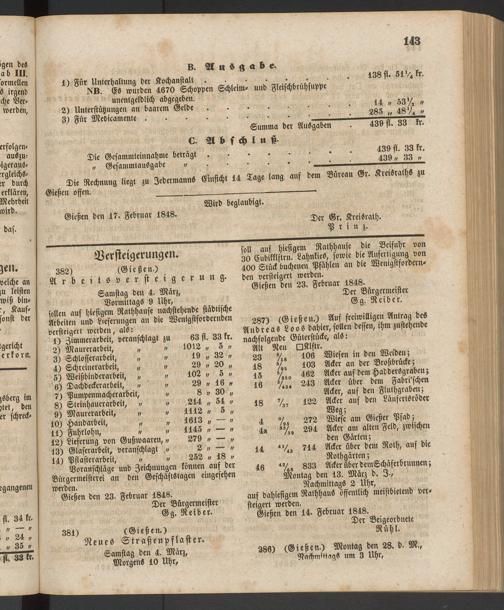 143
B. Ausgabe.
1) Für Unterhaltung der Kochanstalt . . . . . 138 fl. 51¼ kr.
NB. Es wurden 4670 Schoppen Schleim- und Fleischbrühsuppe
unentgeldlich abgegeben.
2) Unterstützungen an baarem Gelde . . . . . 14 „ 53½ „
3) Für Medicamente . . . . . 285 „ 48¼ „
Summa der Ausgaben 439 fl. 33 kr.
C. Abschluß.
Die Gesammteinnahme beträgt . . . . . 439 fl. 33 kr.
„ Gesammtausgabe „ . . . . . 439 „ 33 „
Die Rechnung liegt zu Jedermanns Einsicht 14 Tage lang auf dem Büreau Gr. Kreisraths zu
Gießen offen.
Wird beglaubigt.
Gießen den 17. Februar 1848. Der Gr. Kreisrath.
Prinz.
Versteigerungen.
382) (Gießen.)
Arbeitsversteigerung.
Samstag den 4. März,
Vormittags 9 Uhr,
sollen auf hiesigem Rathhause nachstehende städtische
Arbeiten und Lieferungen an die Wenigstfordernden
versteigert werden, als:
1) Zimmerarbeit, veranschlagt zu 63 fl. 33 kr.
2) Maurerarbeit, „ „ 1012 „ 5 „
3) Schlosserarbeit, „ „ 19 „ 32 „
4) Schreinerarbeit, „ „ 29 „ 20 „
5) Weißbinderarbeit, „ „ 102 „ 5 „
6) Dachdeckerarbeit, „ „ 29 „ 16 „
7) Pumpenmacherarbeit, „ 8 „ 30 „
8) Steinhauerarbeit, „ „ 214 „ 54 „
9) Maurerarbeit, „ „ 1112 „ 5 „
10) Handarbeit, „ „ 1613 „ — „
11) Fuhrlohn, „ „ 1145 „ — „
12) Lieferung von Gußwaaren, „ 279 „ — „
13) Glaserarbeit, veranschlagt „ 2 „ — „
14) Pflasterarbeit, „ „ 252 „ 18 „
Voranschläge und Zeichnungen können auf der
Bürgermeisterei an den Geschäftstagen eingesehen
werden.
Gießen den 23. Februar 1848.
Der Bürgermeister
Gg. Reiber.
381) (Gießen.)
Neues Straßenpflaster.
Samstag den 4. März,
Morgens 10 Uhr,
soll auf hiesigem Rathhause die Beifahr von
30 Cubikklftrn. Lahnkies, sowie die Anfertigung von
400 Stück buchenen Pfählen an die Wenigstfordern-
den versteigert werden.
Gießen den 23. Februar 1848.
Der Bürgermeister
Gg. Reiber.
287) (Gießen.) Auf freiwilligen Antrag des
Andreas Loos dahier, sollen dessen, ihm zustehende
nachfolgende Güterstücke, als:
Alt Neu □Klftr.
23 106 Wiesen in den Weiden;
18 103 Acker an der Broßbrücke;
15 462 Acker auf dem Haddersgraben;
16 243 Acker über dem Fabri'schen
Acker, auf den Fluthgraben;
18 122 Acker auf den Läufertsröder
Weg;
4 272 Wiese am Gießer Pfad;
4a 294 Acker am alten Feld, zwischen
den Gärten;
14 714 Acker über dem Roth, auf die
Rothgärten;
46 833 Acker über dem Schäferbrunnen;
Montag den 13. März d. J.,
Nachmittags 2 Uhr,
auf dahiesigem Rathhaus öffentlich meistbietend ver-
steigert werden.
Gießen den 14. Februar 1848.
Der Beigeordnete
Rühl.
286) (Gießen.) Montag den 28. d. M.,
Nachmittags um 3 Uhr,